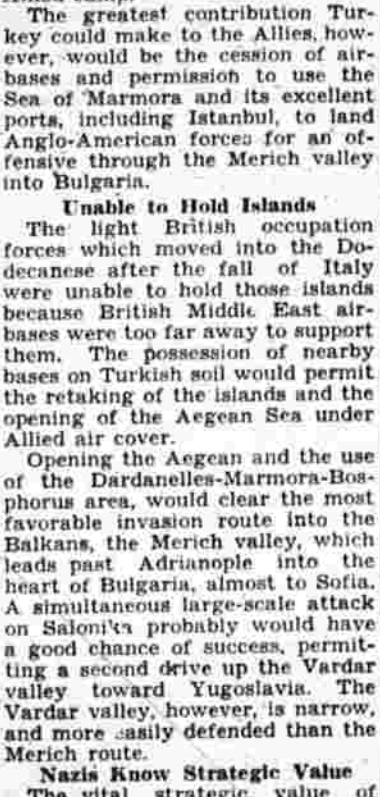 The greatest contribution Tur-
key could make to the Allies, how-
ever, would be the cession of air-
bases and permission to use the
Sea of Marmora and its excellent
ports, including Istanbul, to land
Anglo-American forces for an of-
fensive through the Merich valley
into Bulgaria.
Unable to Hold Islands
The light British occupation
forces which moved into the Do-
decanese after the fall of Italy
were unable to hold those islands
because British Middle East air-
bases were too far away to support
them. The possession of nearby
bases on Turkish soil would permit
the retaking of the islands and the
opening of the Aegean Sea under
Allied air cover.
Opening the Aegean and the use
of the Dardanelles-Marmora-Bos-
phorus area, would clear the most
favorable invasion route into the
Balkans, the Merich valley, which
leads past Adrianople into the
heart of Bulgaria, almost to Sofia.
A simultaneous large-scale attack
on Salonika probably would have
a good chance of success, permit-
ting a second drive up the Vardar
valley toward Yugoslavia. The
Vardar valley, however, is narrow,
and more easily defended than the
Merich route.
Nazis Know Strategic Value
The vital strategic value of